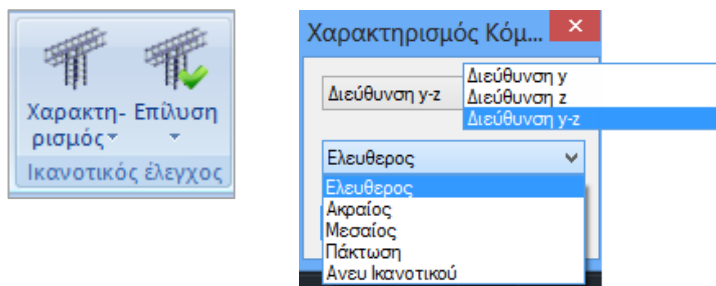 Χαρακτη- Επίλυση
ρισμός
Ικανοτικός έλεγχος
Χαρακτηρισμός Κόμ...
Διεύθυνση y-z
Διεύθυνση y
Διεύθυνση z
Διεύθυνση y-z
Ελευθερος
Ελευθερος
Ακραίος
Μεσαίος
Πάκτωση
Ανευ Ικανοτικού